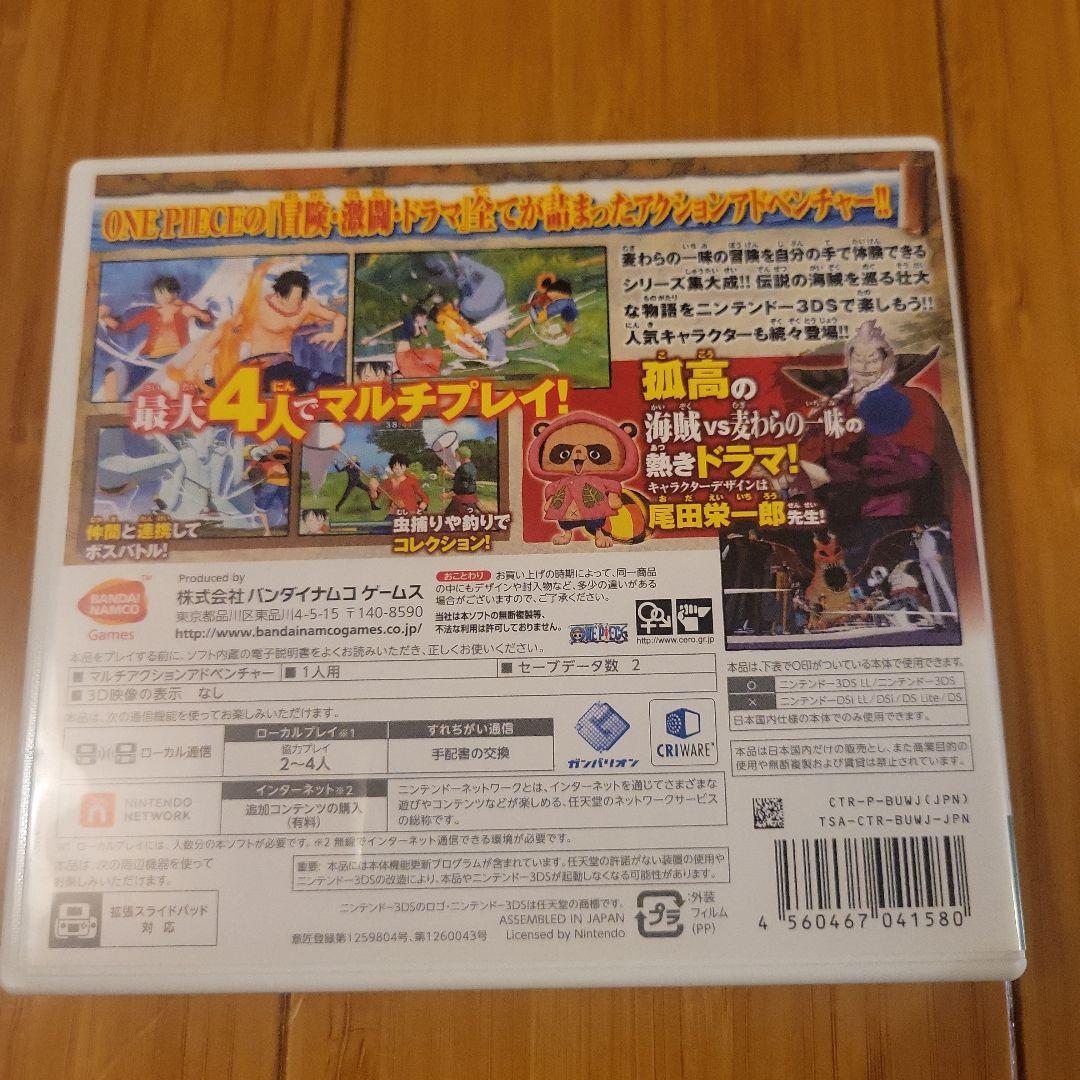 ONE PIECEの『冒険・激闘・ドラマ』全てが詰まったアクションアドベンチャー!!
麦わらの一味の冒険を自分の手で体験できる
シリーズ集大成!! 伝説の海賊を巡る壮大
な物語をニンテンドー3DSで楽しもう!!
人気キャラクターも続々登場!!
最大4人でマルチプレイ!
孤高の
海賊vs麦わらの一味の
熱きドラマ!
キャラクターデザインは
尾田栄一郎先生!
仲間と連携して
ボスバトル!
虫捕りや釣りで
コレクション!
BANDAI
NAMCO
Games
TM
Produced by
株式会社 バンダイナムコ ゲームス
東京都品川区東品川4-5-15 〒140-8590
http://www.bandainamcogames.co.jp/
おことわり お買い上げの時期によって、同一商品
の中にもデザインや封入物など、多少の違いがある
場合がございますので、ご了承ください。
当社は本ソフトの無断複製等、
不法な利用は許可しておりません。
ONE PIECE
http://www.cero.gr.jp
本品をプレイする前に、ソフト内蔵の電子説明書をよくお読みいただき、正しくお使いください。
■ マルチアクションアドベンチャー
■ 1人用
■ セーブデータ数 2
■ 3D映像の表示 なし
本品は、次の通信機能を使ってお楽しみいただけます。
ローカル通信
ローカルプレイ※1
協力プレイ
2〜4人
すれちがい通信
手配書の交換
ガンバリオン
CRIWARE™
NINTENDO
NETWORK
インターネット※2
追加コンテンツの購入
(有料)
ニンテンドーネットワークとは、インターネットを通じてさまざまな
遊びやコンテンツなどが楽しめる、任天堂のネットワークサービス
の総称です。
※1 ローカルプレイには、人数分の本ソフトが必要です。※2 無線でインターネット通信できる環境が必要です。
本品は、次の周辺機器を使って
お楽しみいただけます。
拡張スライドパッド
対応
重要: 本品には本体機能更新プログラムが含まれています。任天堂の許諾がない装置の使用や
ニンテンドー3DSの改造により、本品やニンテンドー3DSが起動しなくなる可能性があります。
ニンテンドー3DSのロゴ・ニンテンドー3DSは任天堂の商標です。
ASSEMBLED IN JAPAN
意匠登録第1259804号、第1260043号
Licensed by Nintendo
プラ
:外装
フィルム
(PP)
本品は、下表で○印がついている本体で使用できます。
○ ニンテンドー3DS LL/ニンテンドー3DS
× ニンテンドーDSi LL/DSi/DS Lite/DS
日本国内仕様の本体でのみ使用できます。
本品は日本国内だけの販売とし、また商業目的の
使用や無断複製および賃貸は禁止されています。
CTR-P-BUWJ(JPN)
TSA-CTR-BUWJ-JPN
4 560467 041580